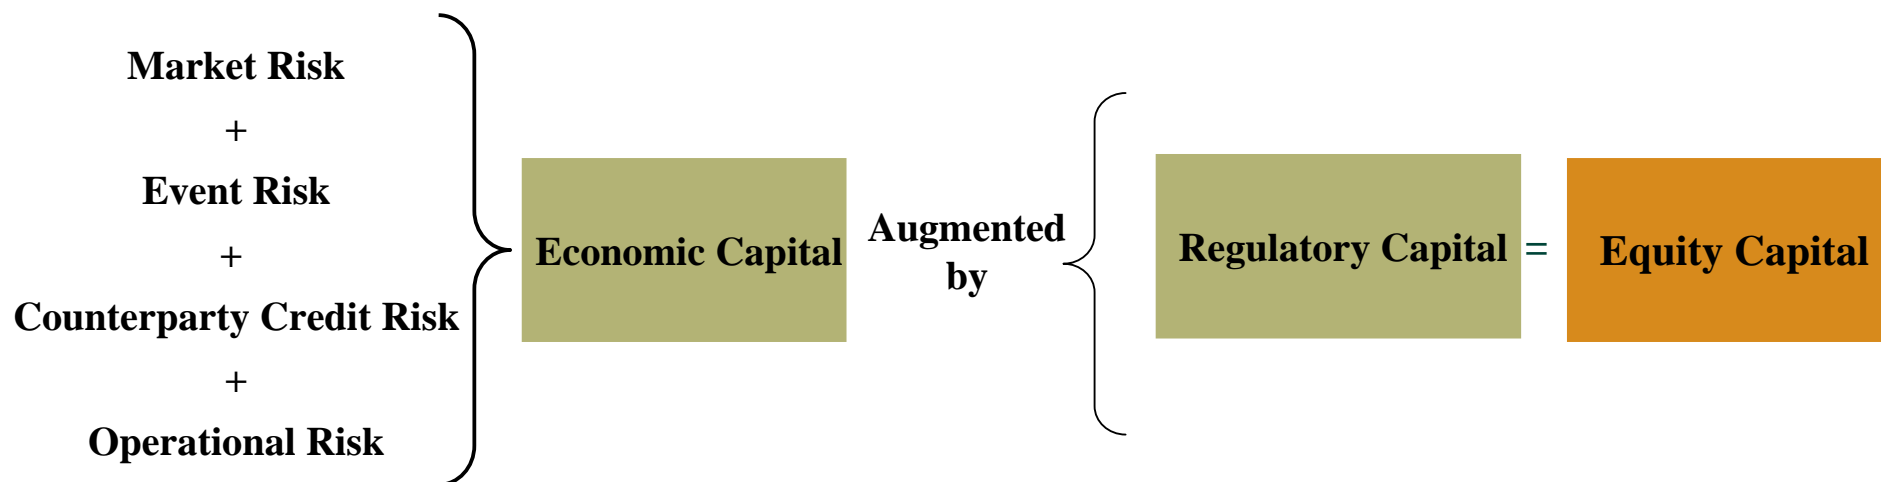 Market Risk
+
Event Risk
+
Counterparty Credit Risk
+
Operational Risk
Economic Capital
Augmented
by
Regulatory Capital
=
Equity Capital